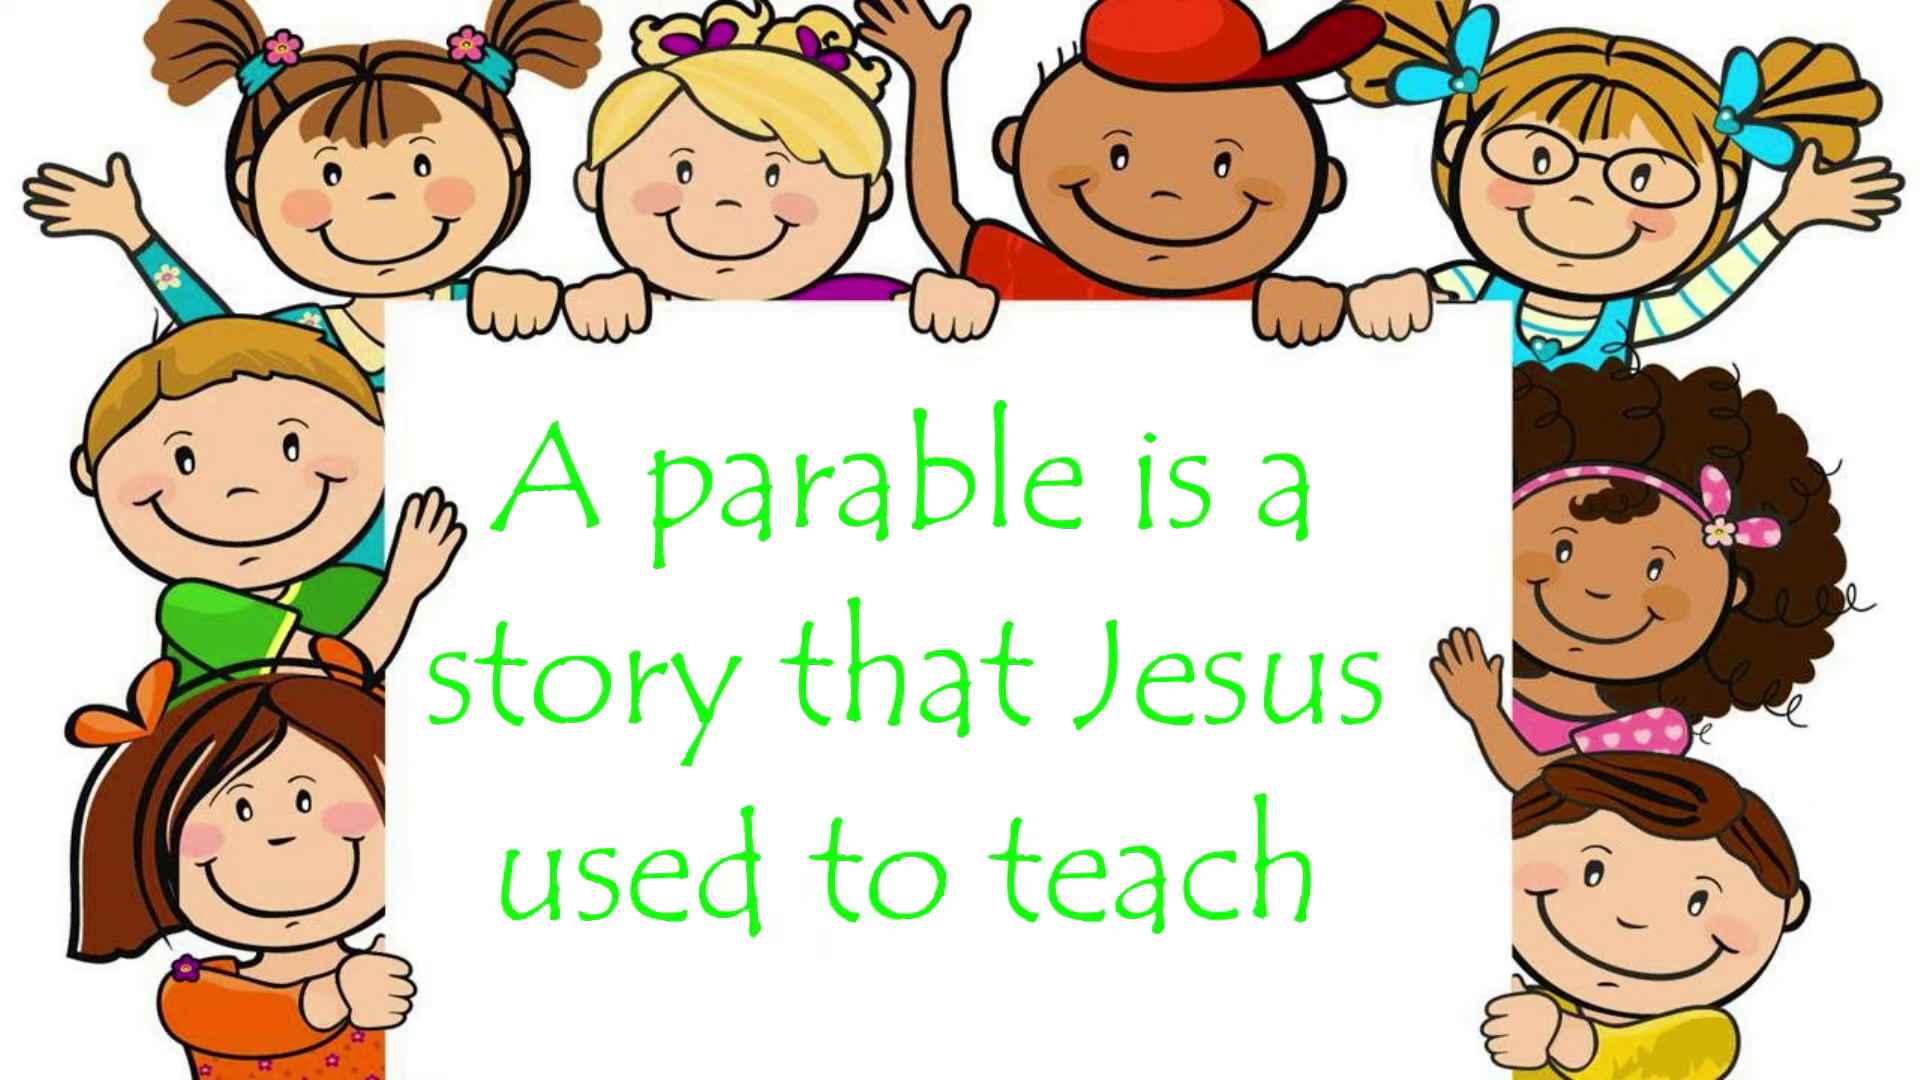 A parable is a
story that Jesus
used to teach